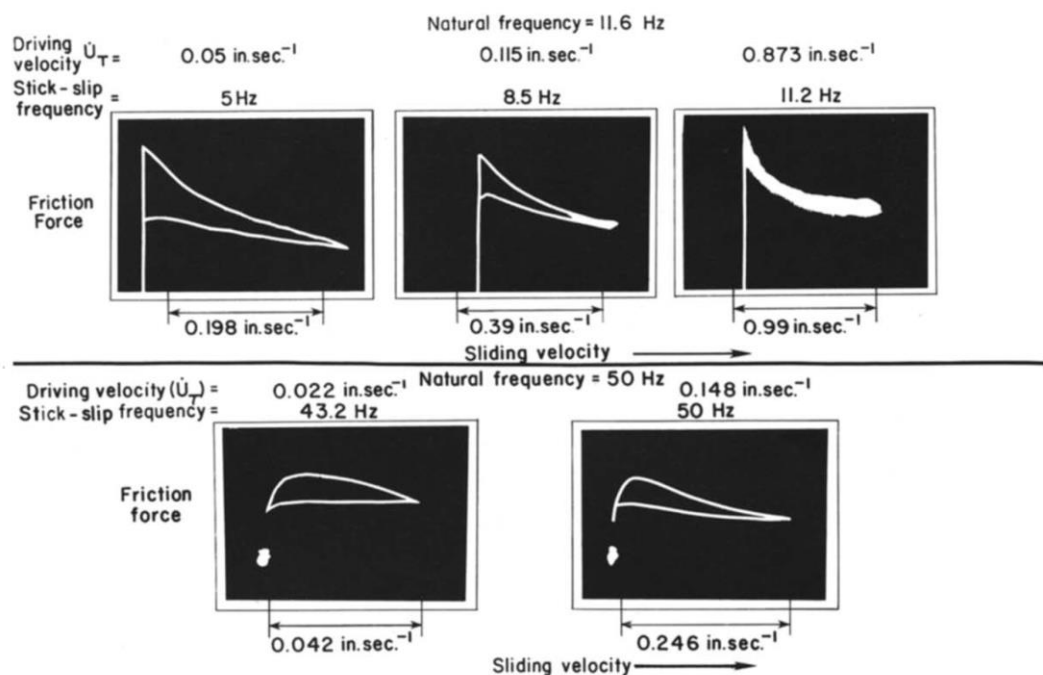 Natural frequency = 11.6 Hz
Driving velocity U̇T = 0.05 in.sec.⁻¹ 0.115 in.sec.⁻¹ 0.873 in.sec.⁻¹
Stick-slip frequency = 5 Hz 8.5 Hz 11.2 Hz
Friction Force
0.198 in.sec.⁻¹ 0.39 in.sec.⁻¹ 0.99 in.sec.⁻¹
Sliding velocity
Natural frequency = 50 Hz
Driving velocity (U̇T) = 0.022 in.sec.⁻¹ 0.148 in.sec.⁻¹
Stick-slip frequency = 43.2 Hz 50 Hz
Friction force
0.042 in.sec.⁻¹ 0.246 in.sec.⁻¹
Sliding velocity